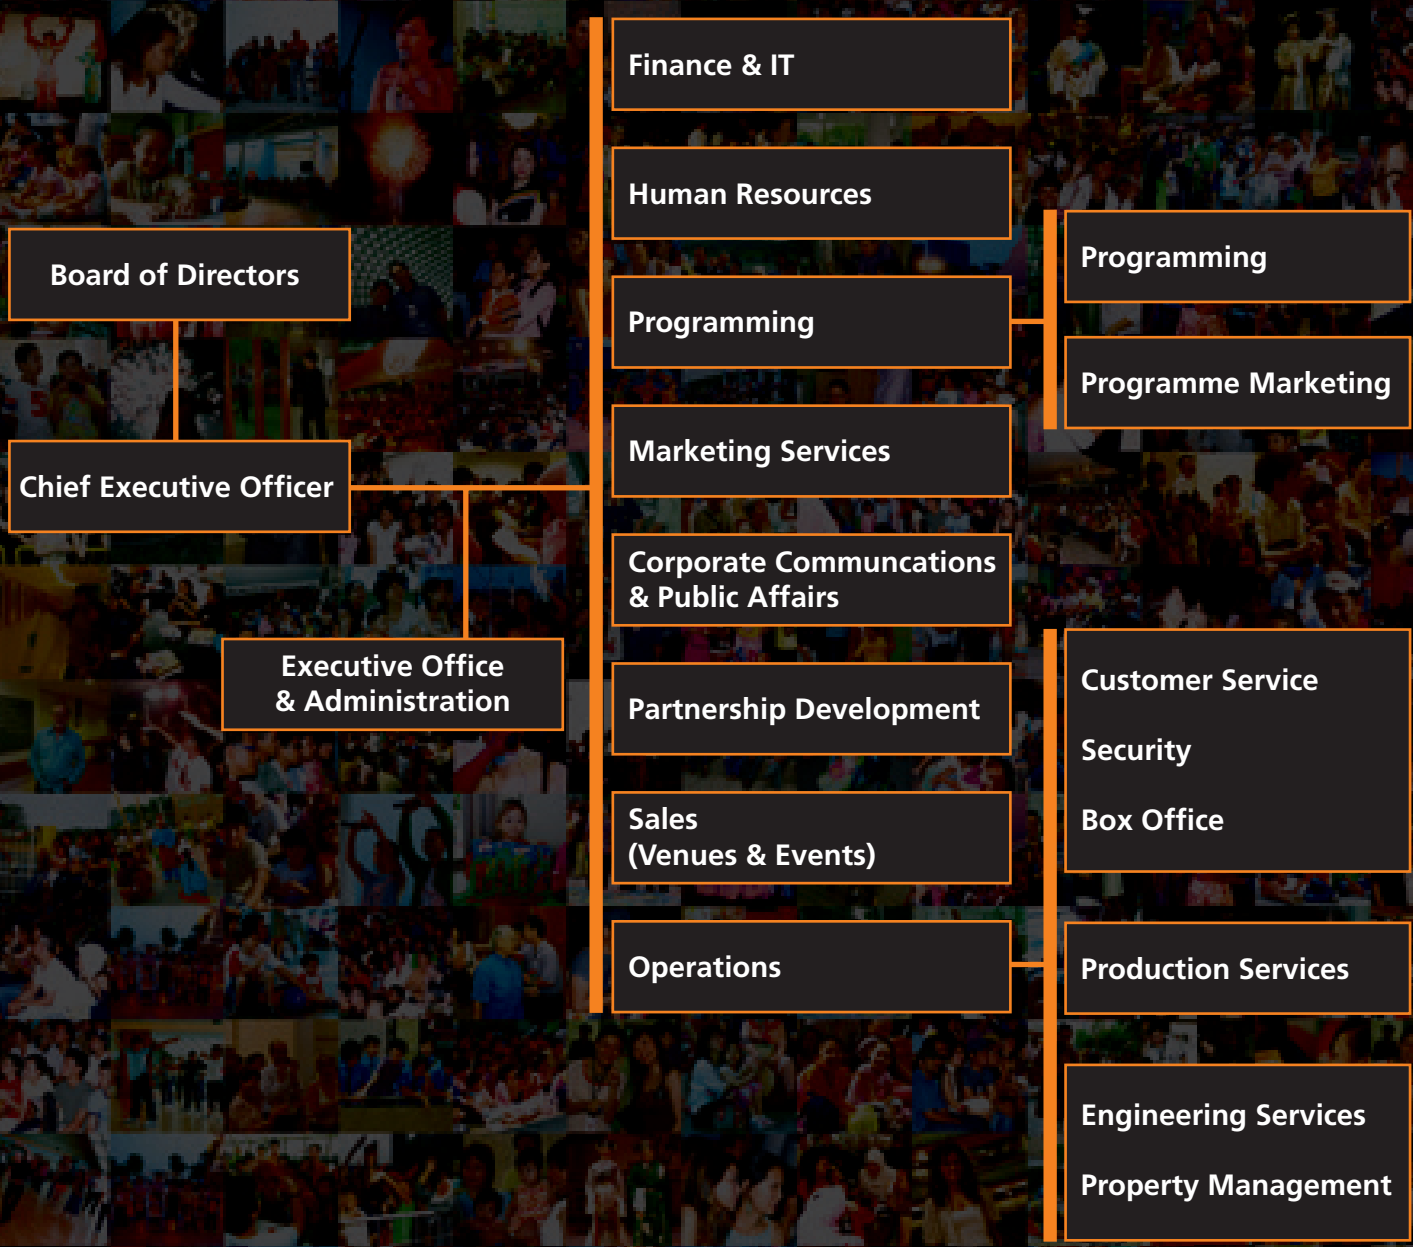 Board of Directors
Chief Executive Officer
Executive Office
& Administration
Finance & IT
Human Resources
Programming
Marketing Services
Corporate Communcations
& Public Affairs
Partnership Development
Sales
(Venues & Events)
Operations
Programming
Programme Marketing
Customer Service
Security
Box Office
Production Services
Engineering Services
Property Management